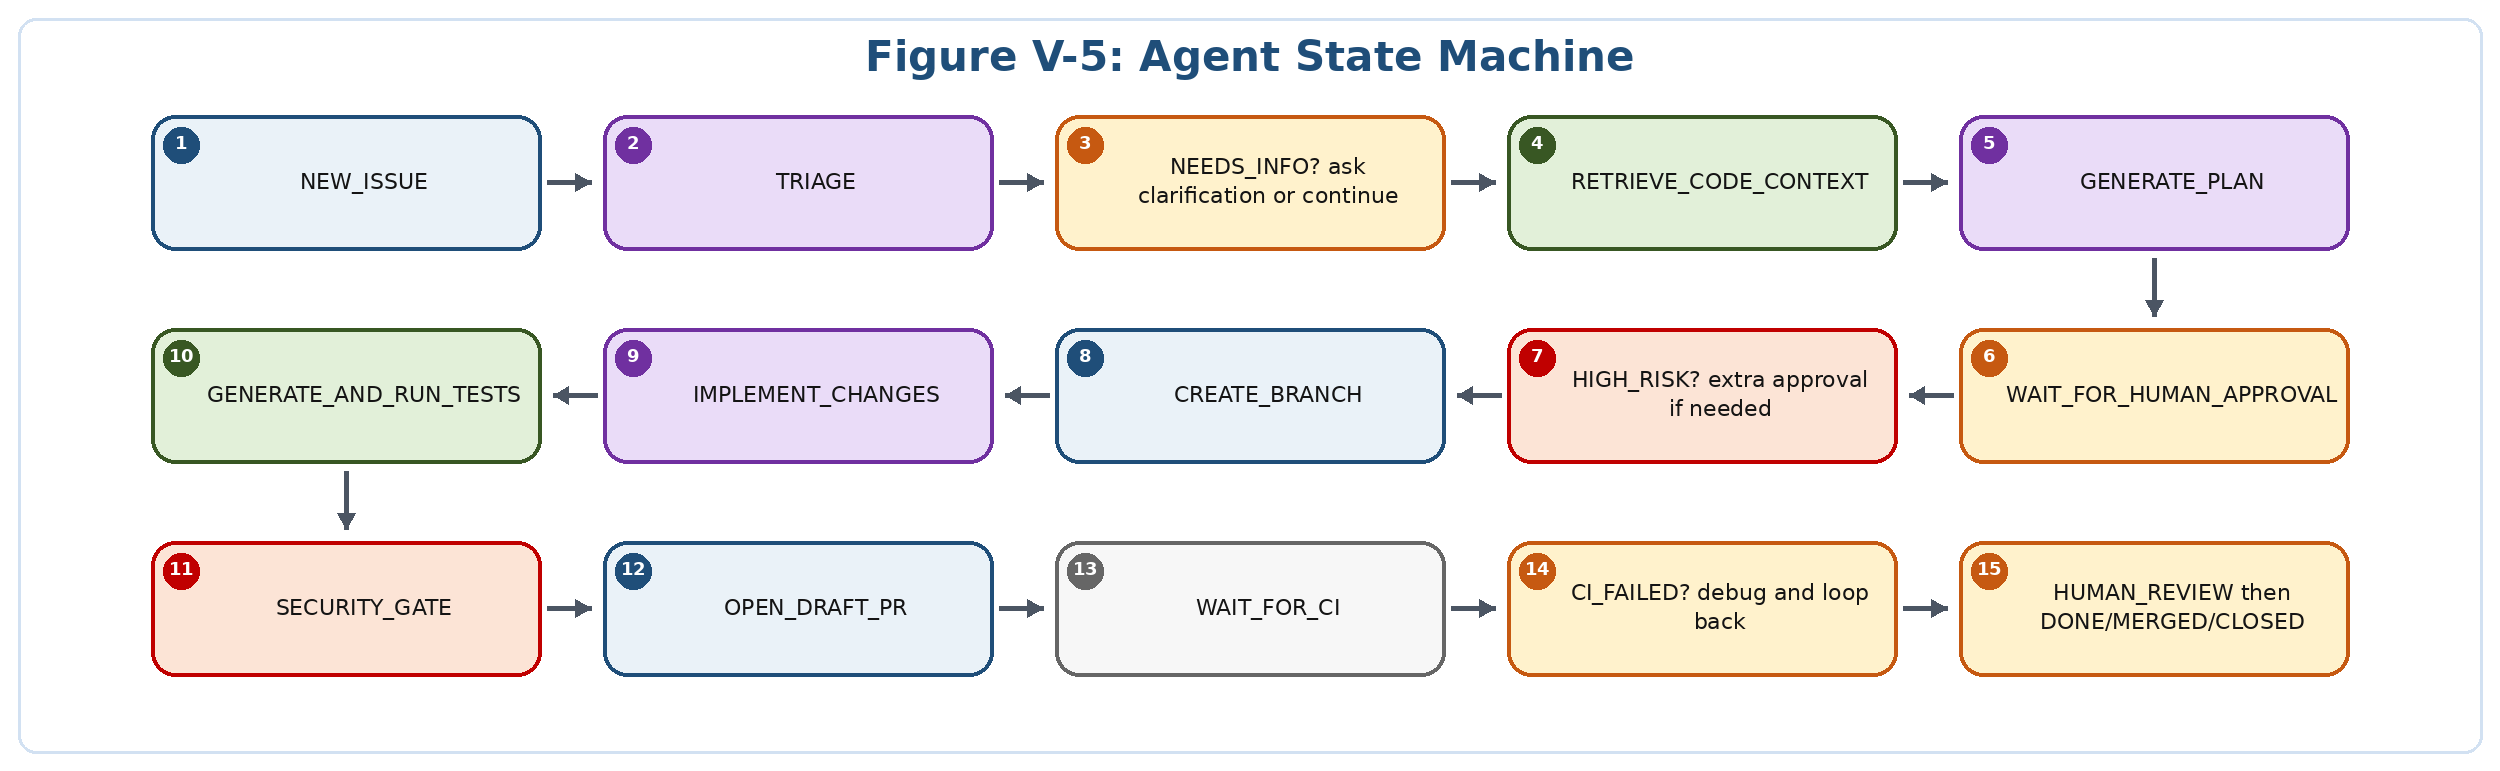 Figure V-5: Agent State Machine
1
NEW_ISSUE
2
TRIAGE
3
NEEDS_INFO? ask
clarification or continue
4
RETRIEVE_CODE_CONTEXT
5
GENERATE_PLAN
6
WAIT_FOR_HUMAN_APPROVAL
7
HIGH_RISK? extra approval
if needed
8
CREATE_BRANCH
9
IMPLEMENT_CHANGES
10
GENERATE_AND_RUN_TESTS
11
SECURITY_GATE
12
OPEN_DRAFT_PR
13
WAIT_FOR_CI
14
CI_FAILED? debug and loop
back
15
HUMAN_REVIEW then
DONE/MERGED/CLOSED